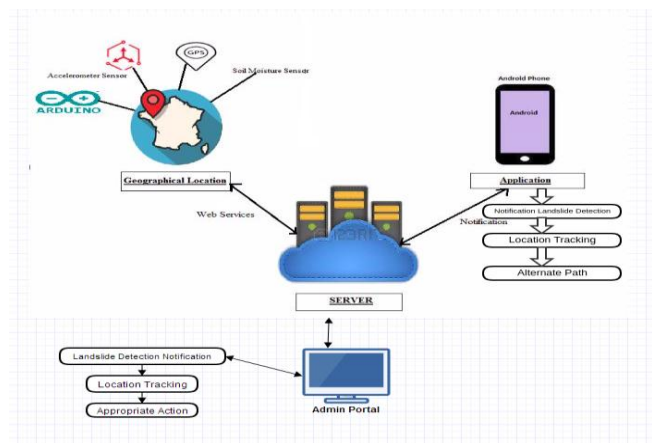 GPS
Accelerometer Sensor
Soil Moisture Sensor
ARDUINO
Geographical Location
Web Services
SERVER
Android Phone
Android
Application
Notification
Notification Landslide Detection
Location Tracking
Alternate Path
Landslide Detection Notification
Location Tracking
Appropriate Action
Admin Portal